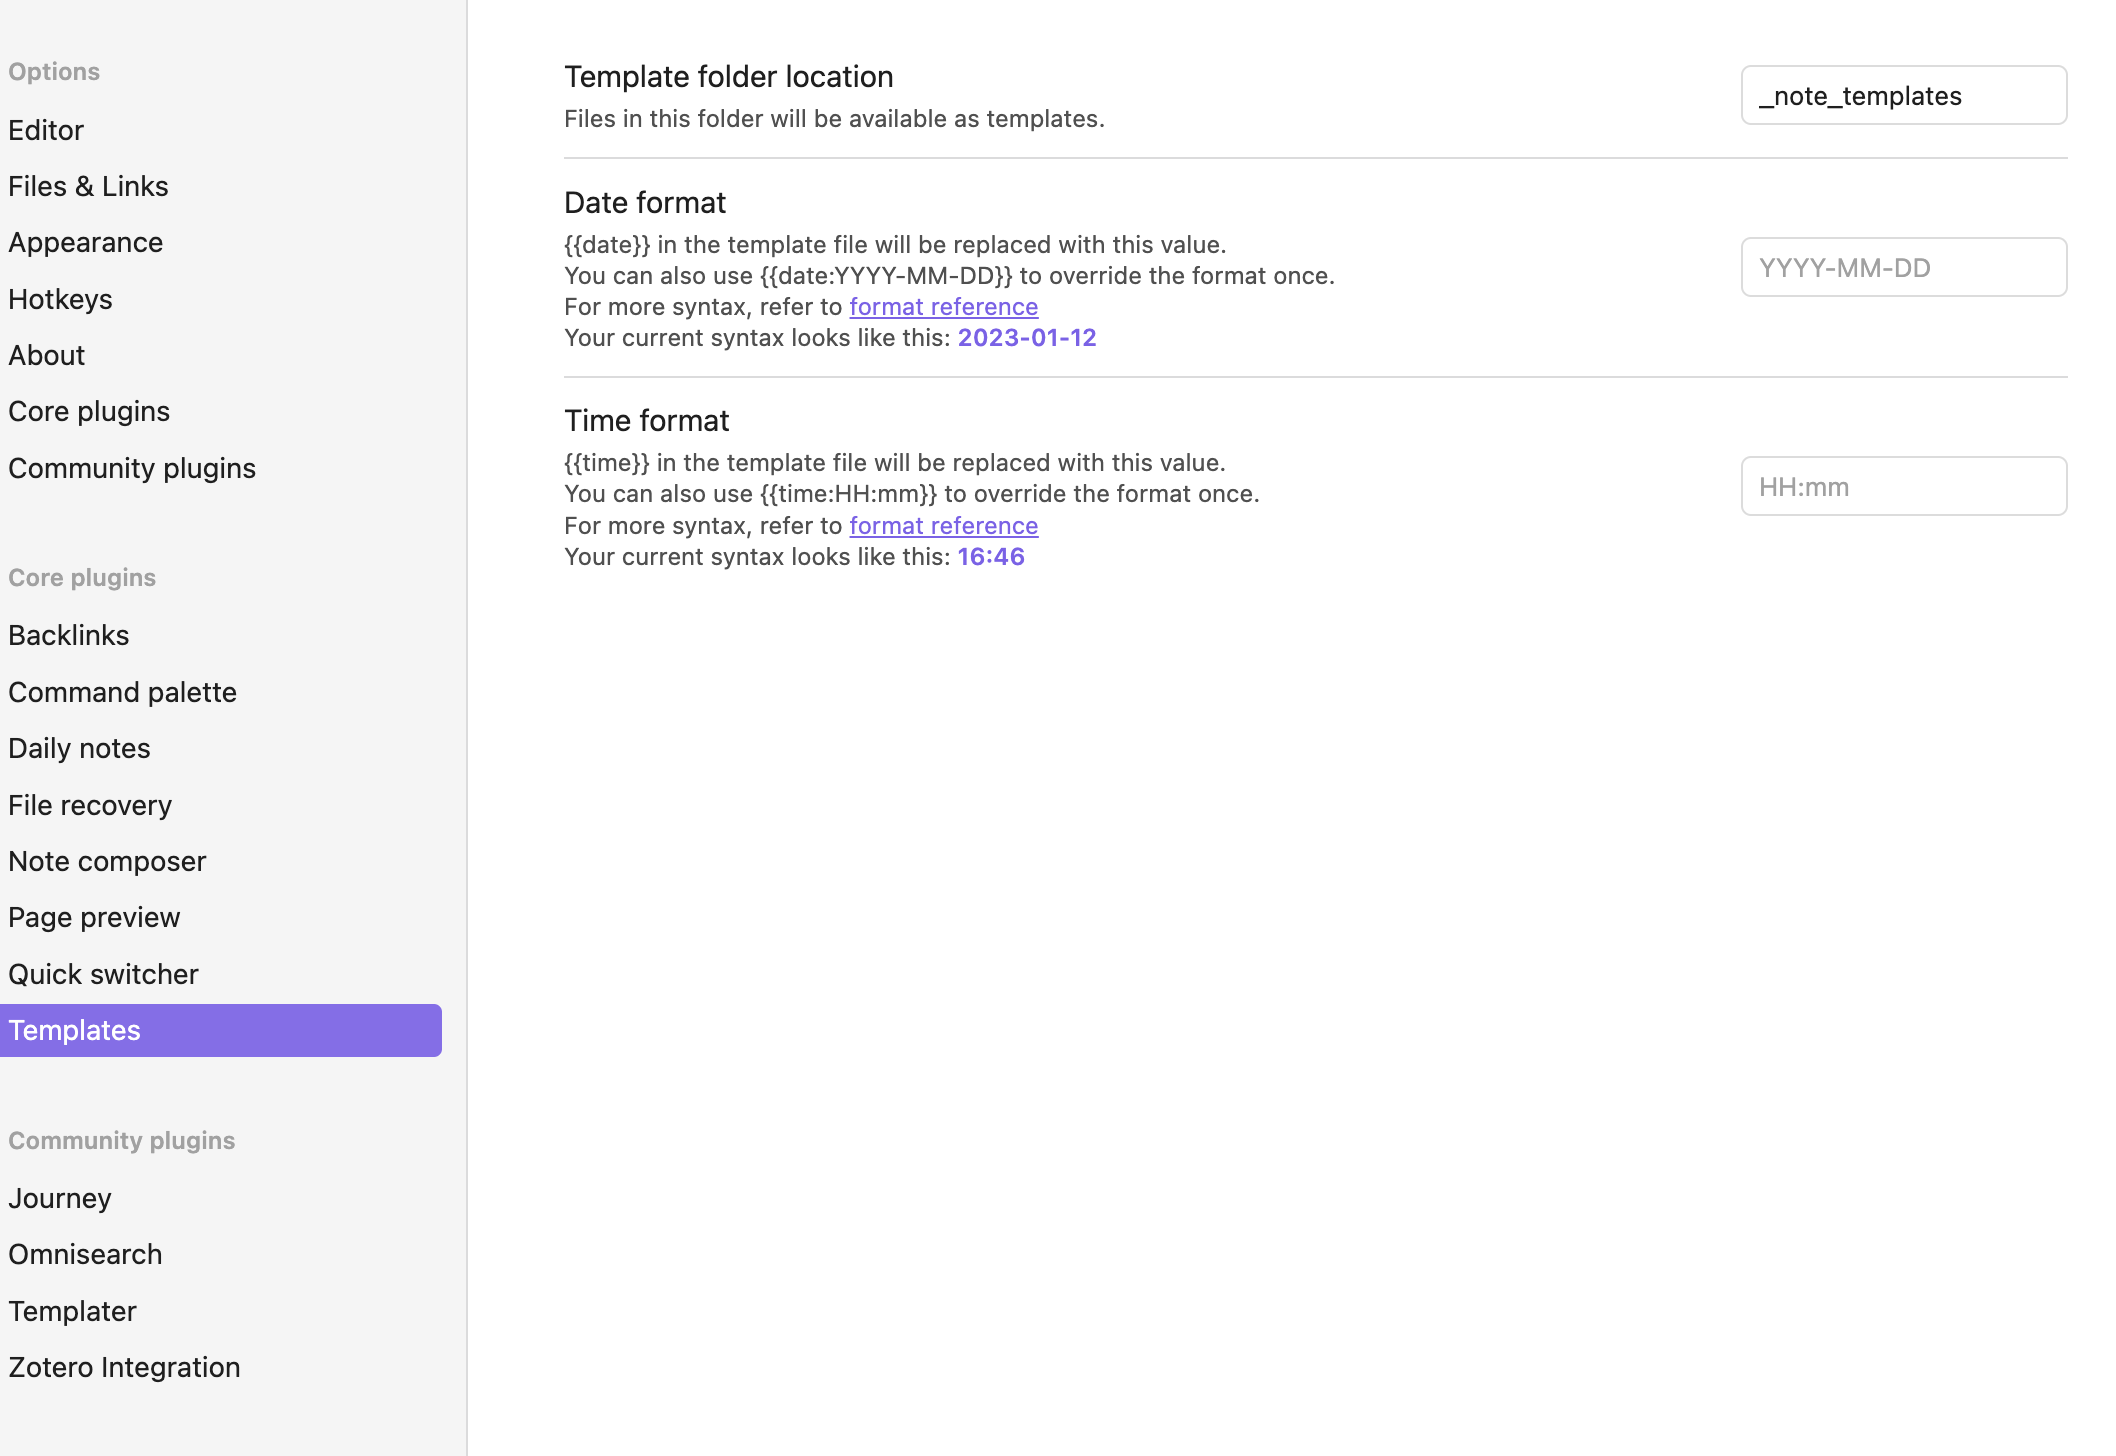 Options
Editor
Files & Links
Appearance
Hotkeys
About
Core plugins
Community plugins
Core plugins
Backlinks
Command palette
Daily notes
File recovery
Note composer
Page preview
Quick switcher
Templates
Community plugins
Journey
Omnisearch
Templater
Zotero Integration
Template folder location
Files in this folder will be available as templates.
_note_templates
Date format
{{date}} in the template file will be replaced with this value.
You can also use {{date:YYYY-MM-DD}} to override the format once.
For more syntax, refer to format reference
Your current syntax looks like this: 2023-01-12
YYYY-MM-DD
Time format
{{time}} in the template file will be replaced with this value.
You can also use {{time:HH:mm}} to override the format once.
For more syntax, refer to format reference
Your current syntax looks like this: 16:46
HH:mm